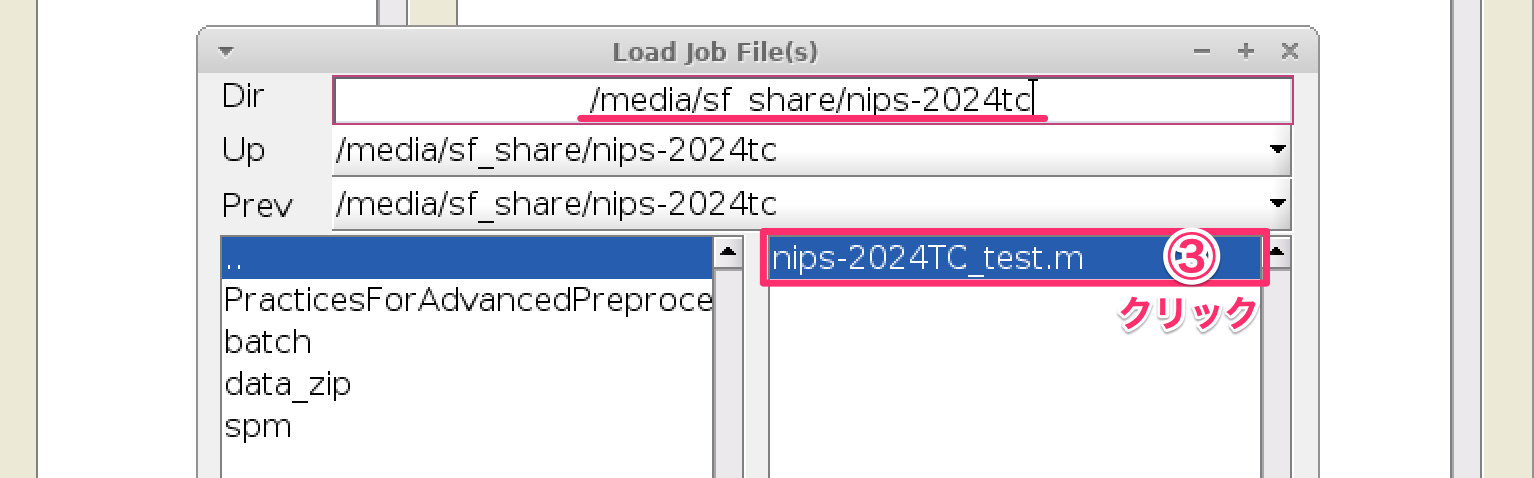 Load Job File(s)
Dir /media/sf_share/nips-2024tc
Up /media/sf_share/nips-2024tc
Prev /media/sf_share/nips-2024tc
..
PracticesForAdvancedPreproce
batch
data_zip
spm
nips-2024TC_test.m ③
クリック